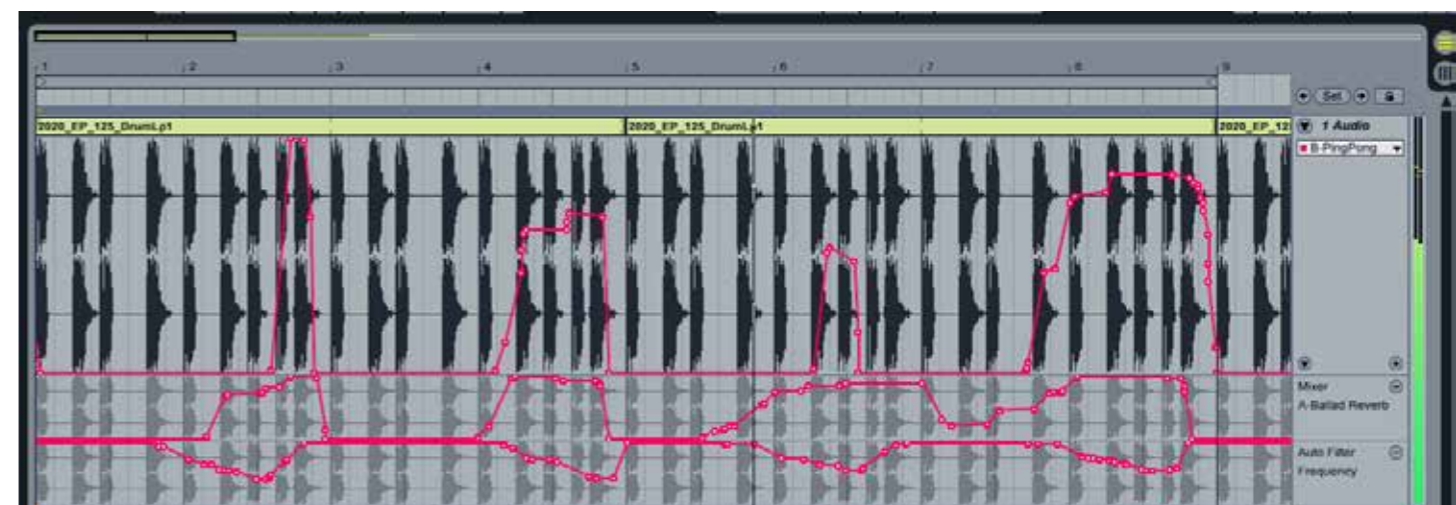 1 2 3 4 5 6 7 8 9
Set
2020_EP_125_DrumLp1 2020_EP_125_DrumLp1 2020_EP_12 1 Audio
B-PingPong
Mixer
A-Ballad Reverb
Auto Filter
Frequency